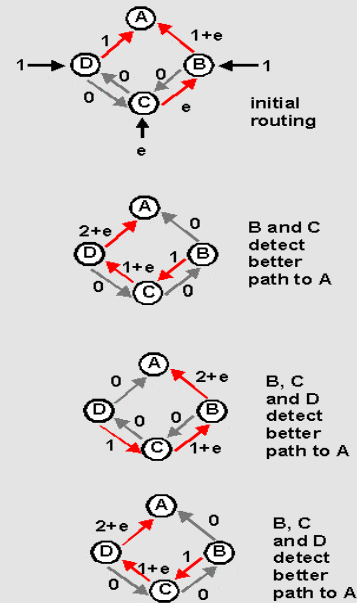 A
1
1+e
1
D
0
0
B
1
0
C
e
initial
routing
e
A
2+e
0
D
1+e
1
B
0
C
0
B and C
detect
better
path to A
A
0
2+e
D
0
0
B
1
C
1+e
B, C
and D
detect
better
path to A
A
2+e
0
D
1+e
1
B
0
C
0
B, C
and D
detect
better
path to A